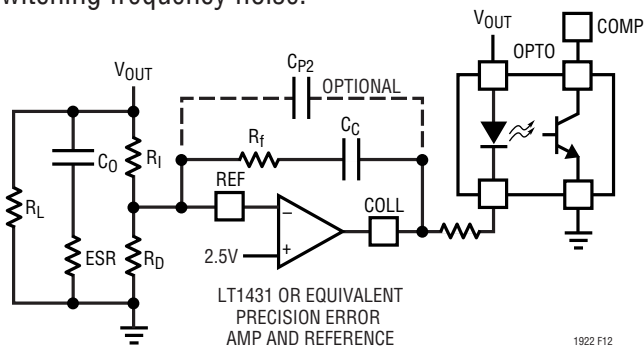 witching frequency noise.
VOUT
COMP
OPTO
VOUT
CP2
OPTIONAL
CO
RI
Rf
CC
REF
COLL
RL
ESR
RD
2.5V
–
+
LT1431 OR EQUIVALENT
PRECISION ERROR
AMP AND REFERENCE
1922 F12